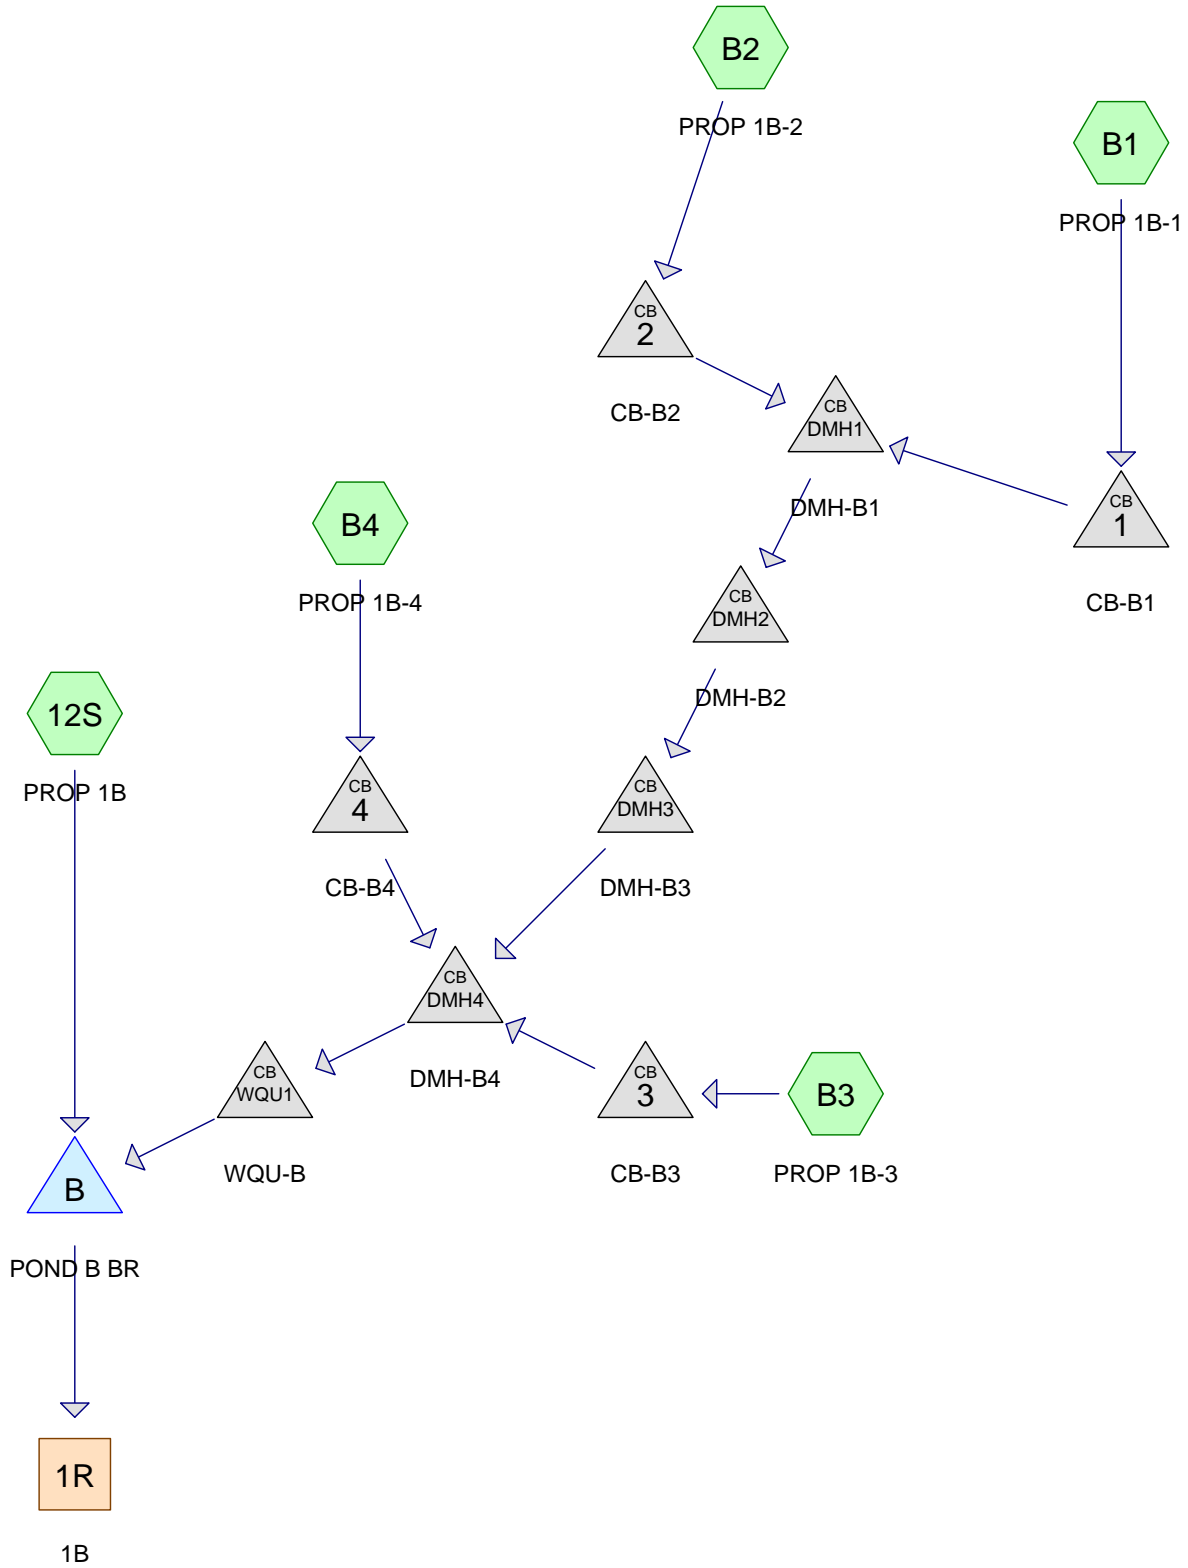 B2
PROP 1B-2
B1
PROP 1B-1
CB
2
CB-B2
CB
DMH1
DMH-B1
CB
1
CB-B1
B4
PROP 1B-4
CB
DMH2
DMH-B2
12S
PROP 1B
CB
4
CB-B4
CB
DMH3
DMH-B3
CB
DMH4
DMH-B4
CB
WQU1
WQU-B
CB
3
CB-B3
B3
PROP 1B-3
B
POND B BR
1R
1B